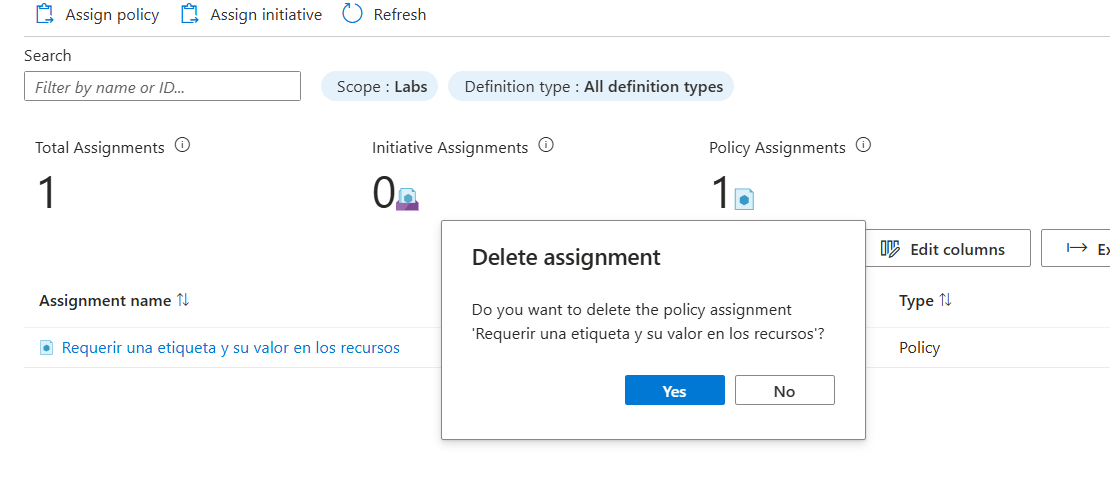 Assign policy Assign initiative Refresh
Search
Filter by name or ID... Scope : Labs Definition type : All definition types
Total Assignments Initiative Assignments Policy Assignments
1 0 1
Delete assignment
Edit columns
Assignment name Type
Do you want to delete the policy assignment
'Requerir una etiqueta y su valor en los recursos'?
Requerir una etiqueta y su valor en los recursos Policy
Yes No